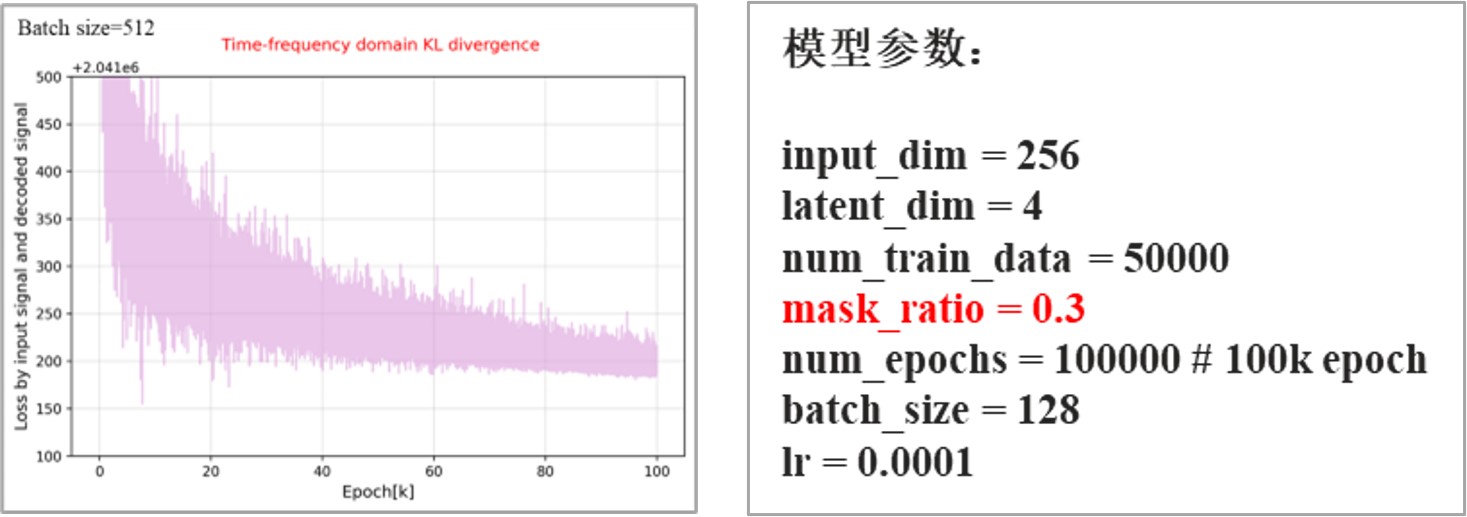 Batch size=512
Time-frequency domain KL divergence
+2.041e6
500
450
400
350
300
250
200
150
100
Loss by input signal and decoded signal
0 20 40 60 80 100
Epoch[k]
模型参数：
input_dim = 256
latent_dim = 4
num_train_data = 50000
mask_ratio = 0.3
num_epochs = 100000 # 100k epoch
batch_size = 128
lr = 0.0001